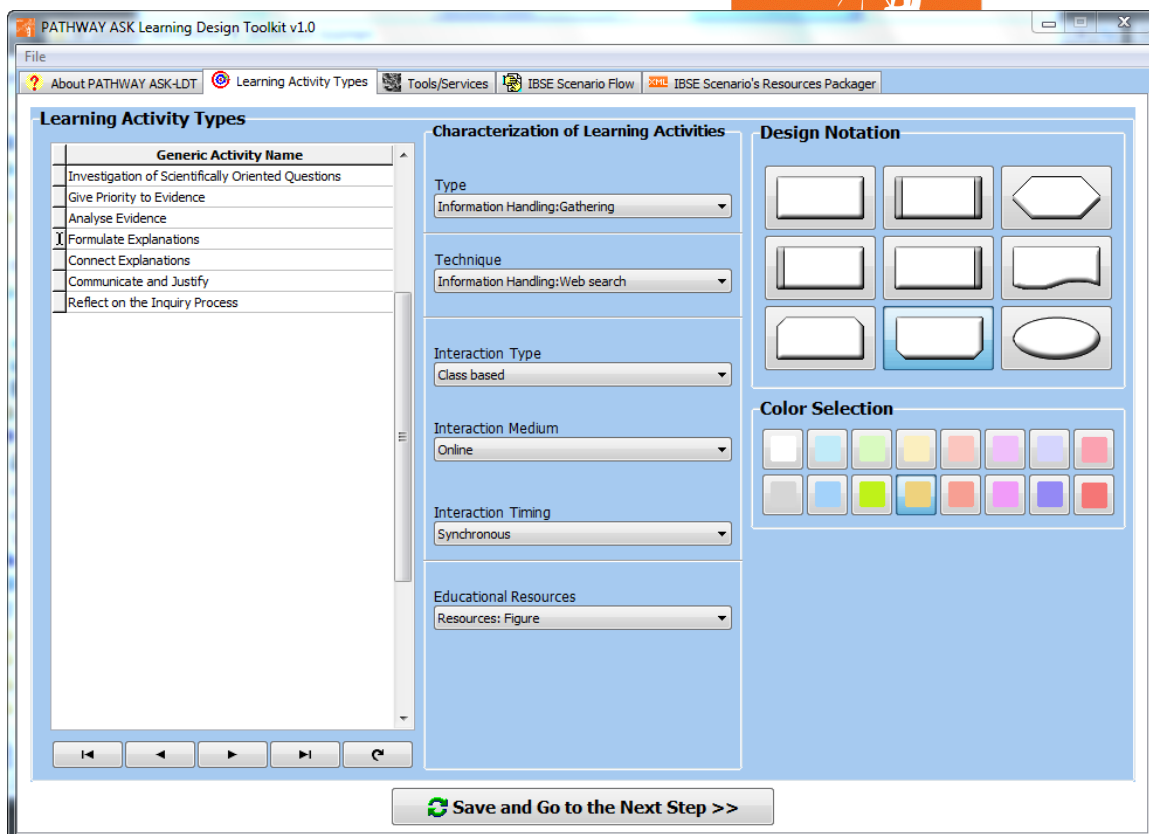 PATHWAY ASK Learning Design Toolkit v1.0
File
? About PATHWAY ASK-LDT Learning Activity Types Tools/Services IBSE Scenario Flow XML IBSE Scenario's Resources Packager
Learning Activity Types
Generic Activity Name
Investigation of Scientifically Oriented Questions
Give Priority to Evidence
Analyse Evidence
Formulate Explanations
Connect Explanations
Communicate and Justify
Reflect on the Inquiry Process
Characterization of Learning Activities
Type
Information Handling:Gathering
Technique
Information Handling:Web search
Interaction Type
Class based
Interaction Medium
Online
Interaction Timing
Synchronous
Educational Resources
Resources: Figure
Design Notation
Color Selection
Save and Go to the Next Step >>